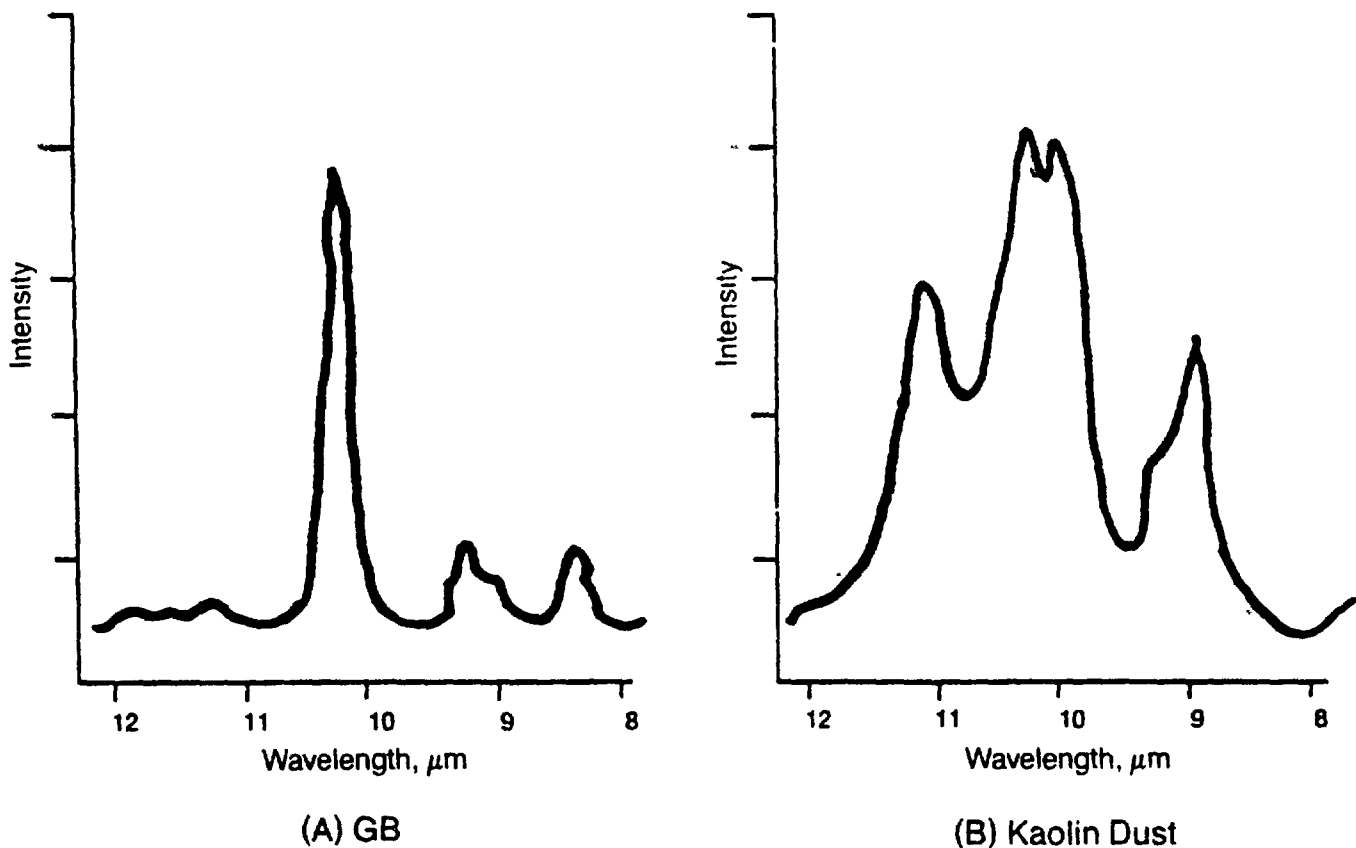 Intensity
12 11 10 9 8
Wavelength, μm
(A) GB
Intensity
12 11 10 9 8
Wavelength, μm
(B) Kaolin Dust